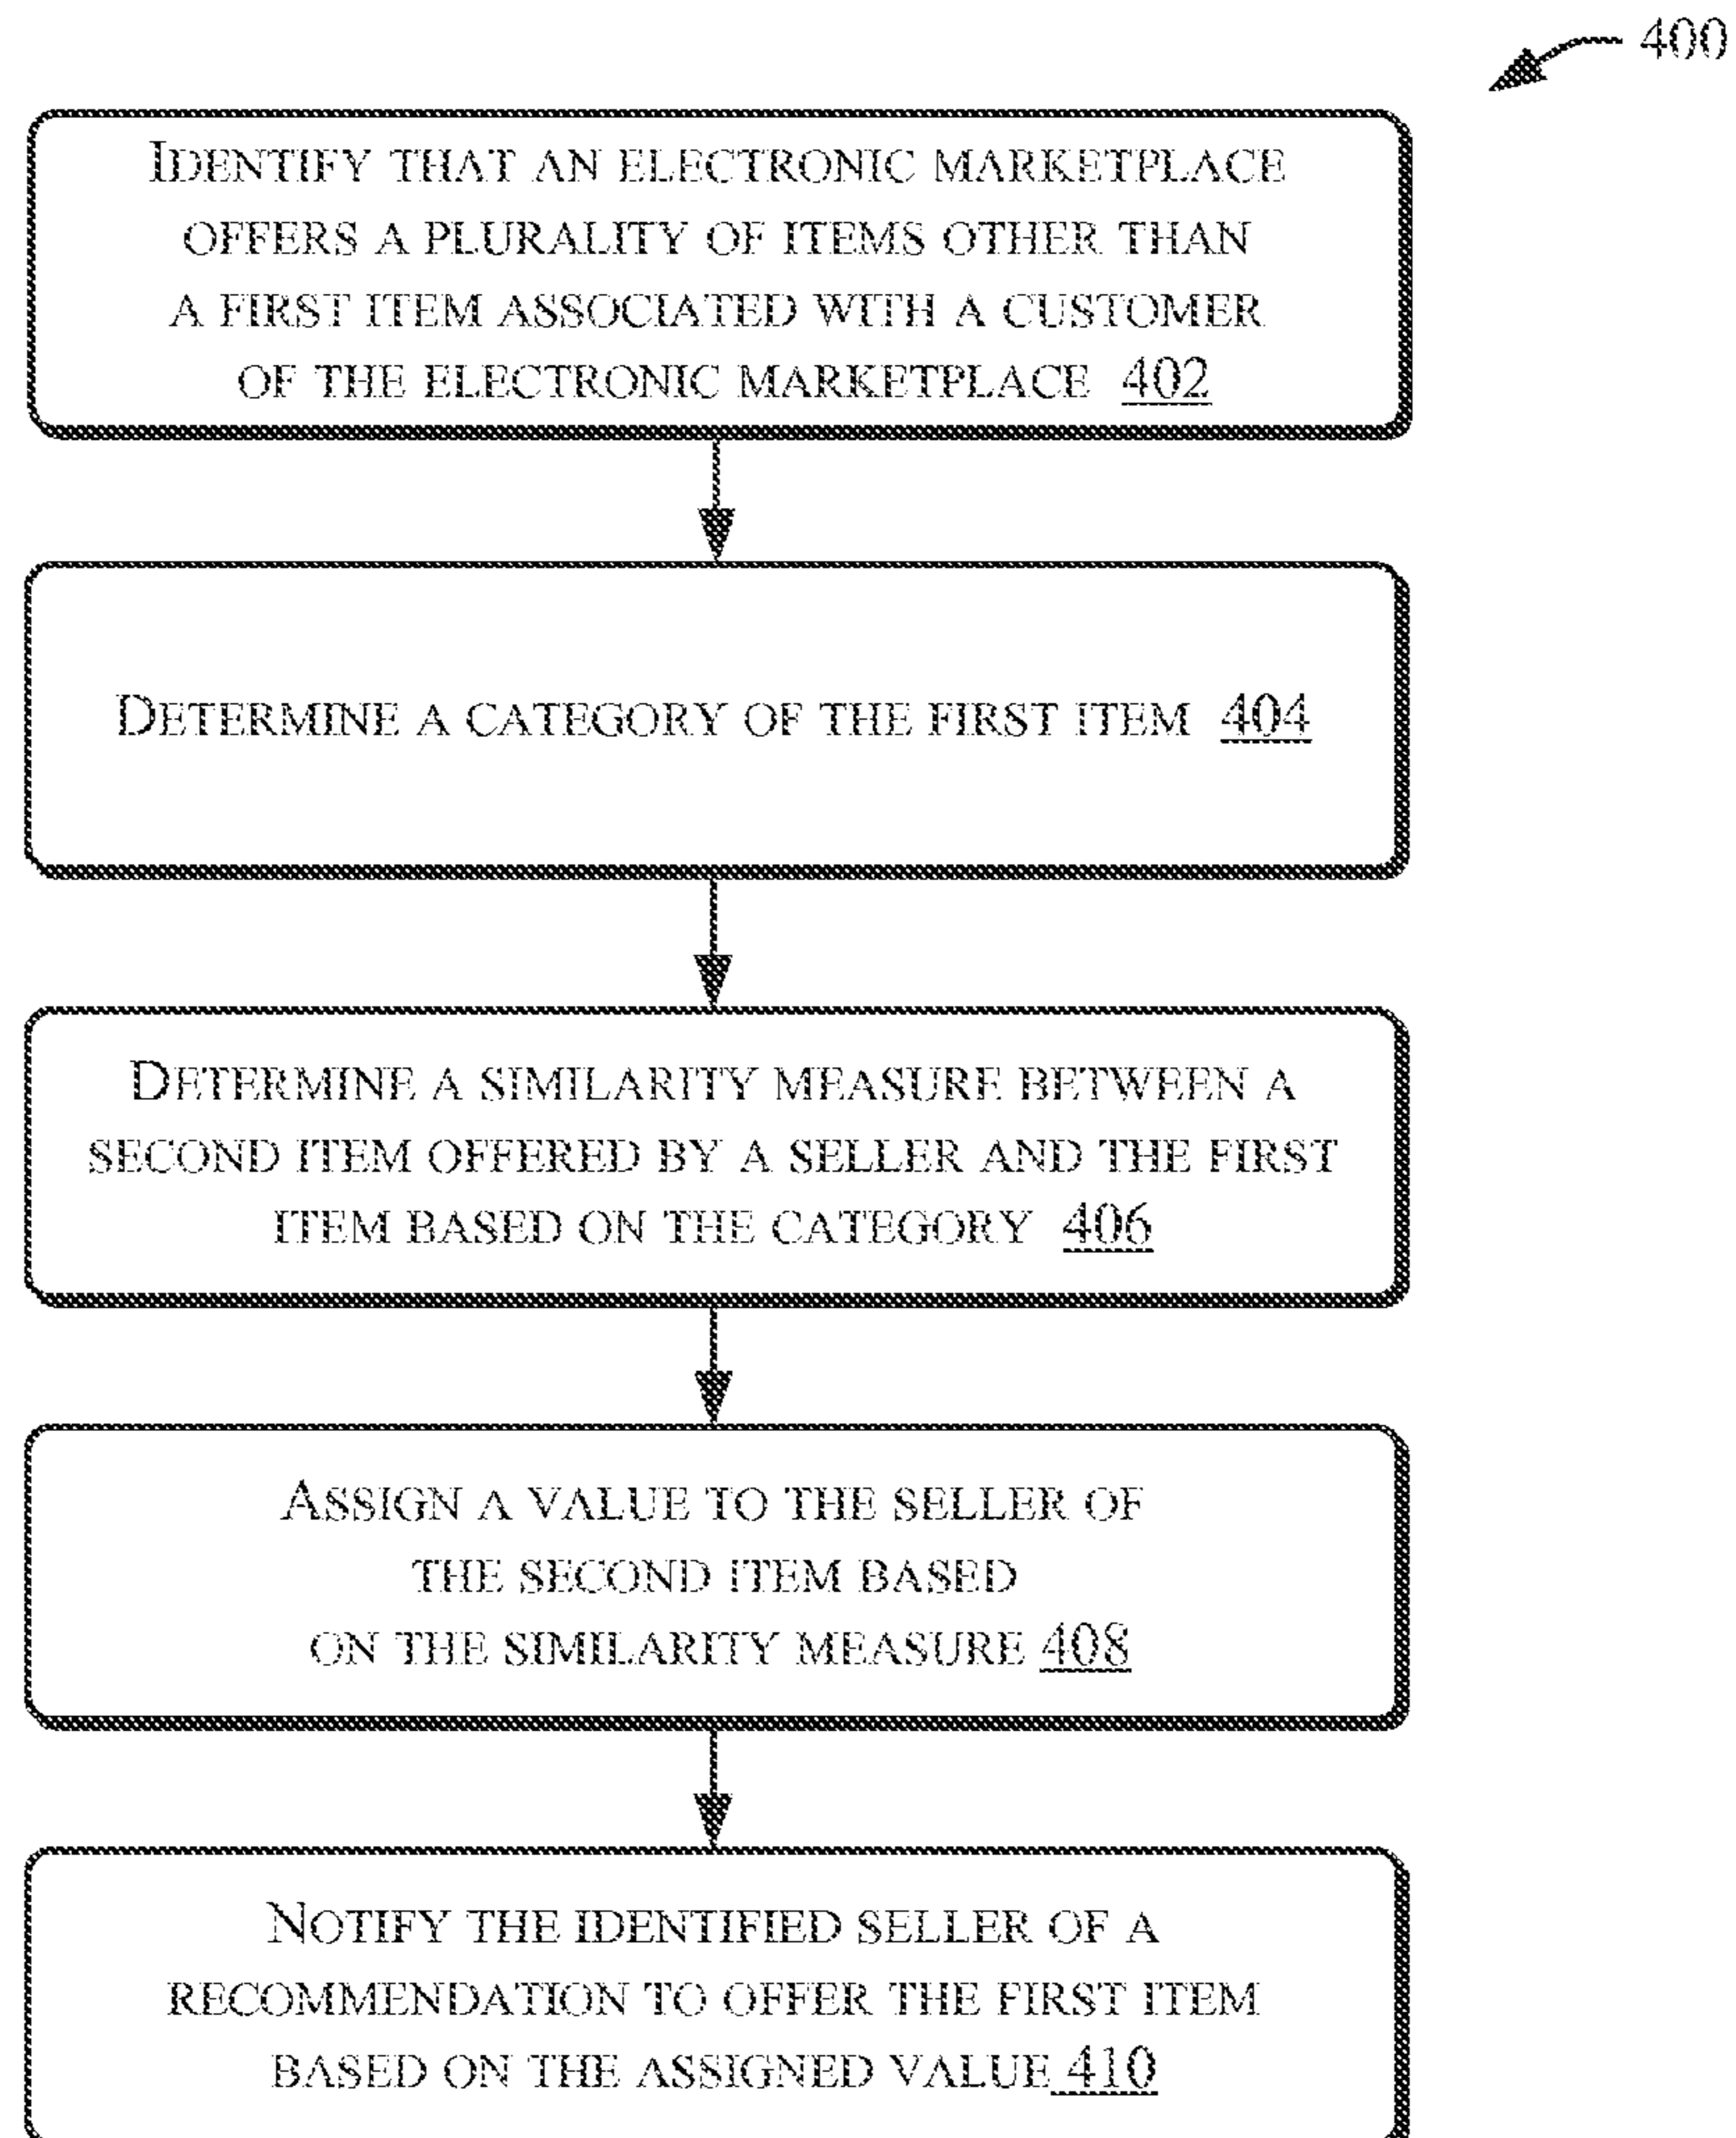 400
IDENTIFY THAT AN ELECTRONIC MARKETPLACE
OFFERS A PLURALITY OF ITEMS OTHER THAN
A FIRST ITEM ASSOCIATED WITH A CUSTOMER
OF THE ELECTRONIC MARKETPLACE 402
DETERMINE A CATEGORY OF THE FIRST ITEM 404
DETERMINE A SIMILARITY MEASURE BETWEEN A
SECOND ITEM OFFERED BY A SELLER AND THE FIRST
ITEM BASED ON THE CATEGORY 406
ASSIGN A VALUE TO THE SELLER OF
THE SECOND ITEM BASED
ON THE SIMILARITY MEASURE 408
NOTIFY THE IDENTIFIED SELLER OF A
RECOMMENDATION TO OFFER THE FIRST ITEM
BASED ON THE ASSIGNED VALUE 410